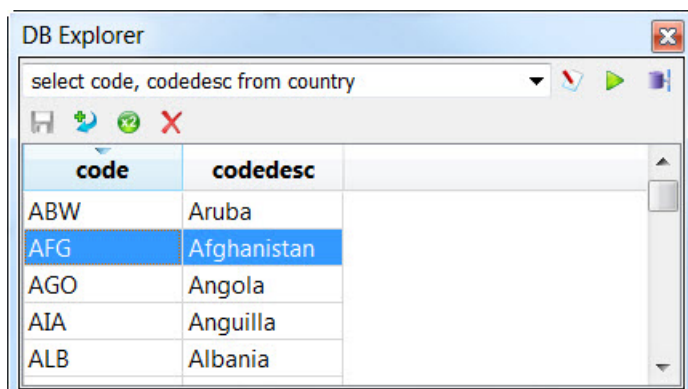 DB Explorer
select code, codedesc from country
x2
code codedesc
ABW Aruba
AFG Afghanistan
AGO Angola
AIA Anguilla
ALB Albania